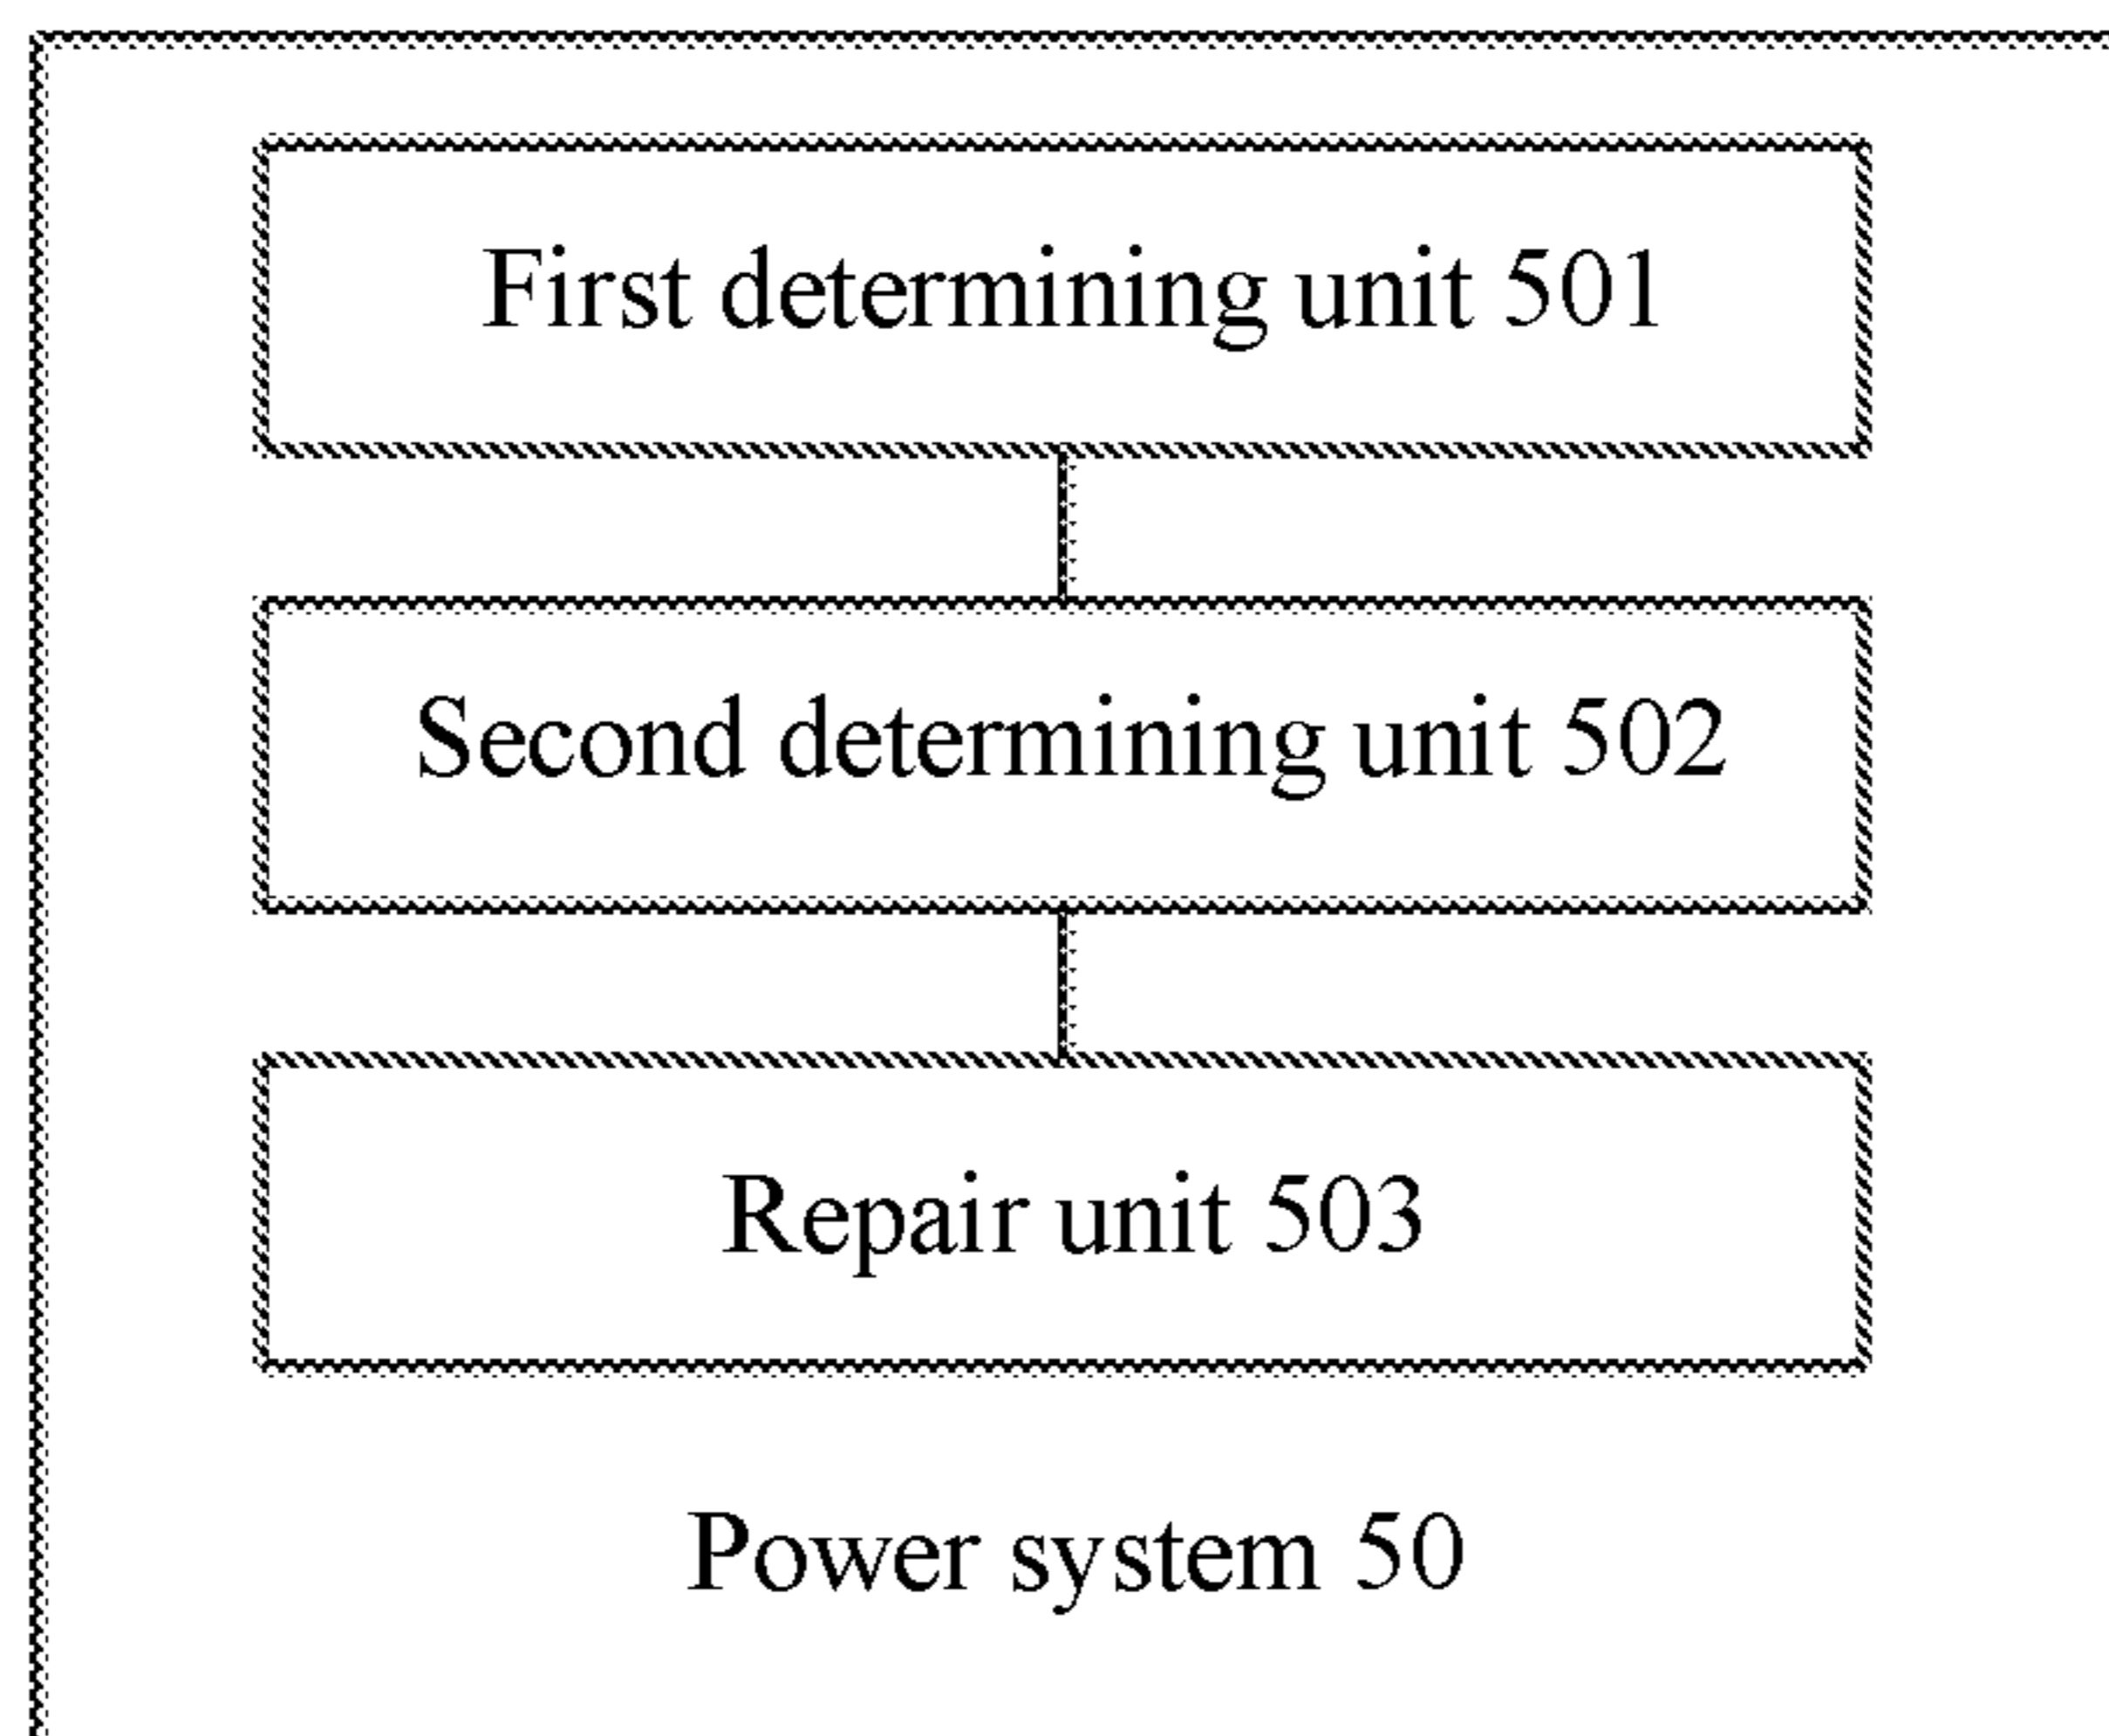 First determining unit 501
Second determining unit 502
Repair unit 503
Power system 50